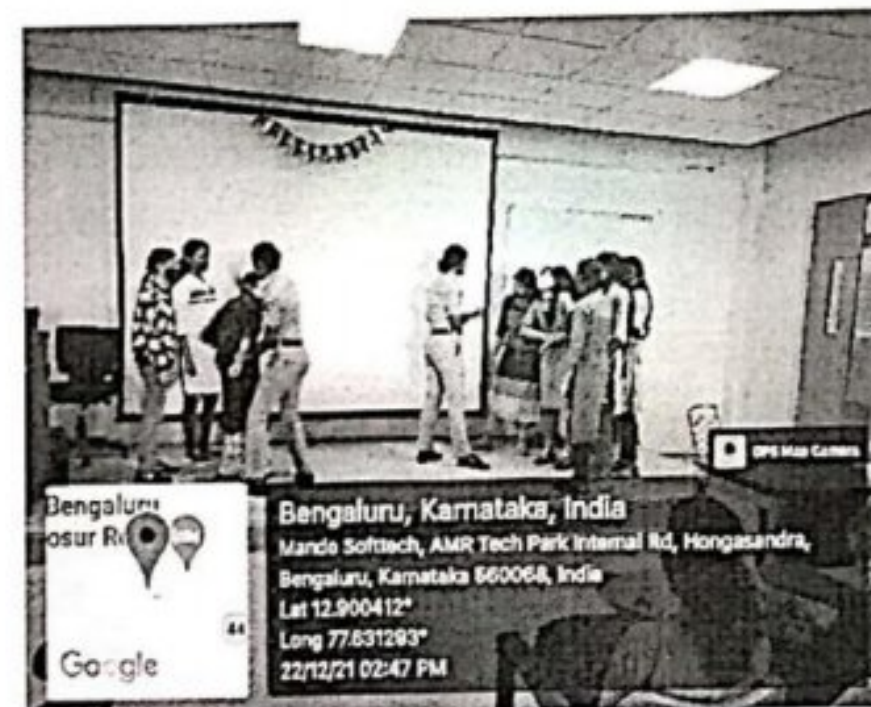 GPS Map Camera
Bengaluru
osur R
44
Google
Bengaluru, Karnataka, India
Mando Softtech, AMR Tech Park Internal Rd, Hongasandra,
Bengaluru, Karnataka 560068, India
Lat 12.900412°
Long 77.631293°
22/12/21 02:47 PM